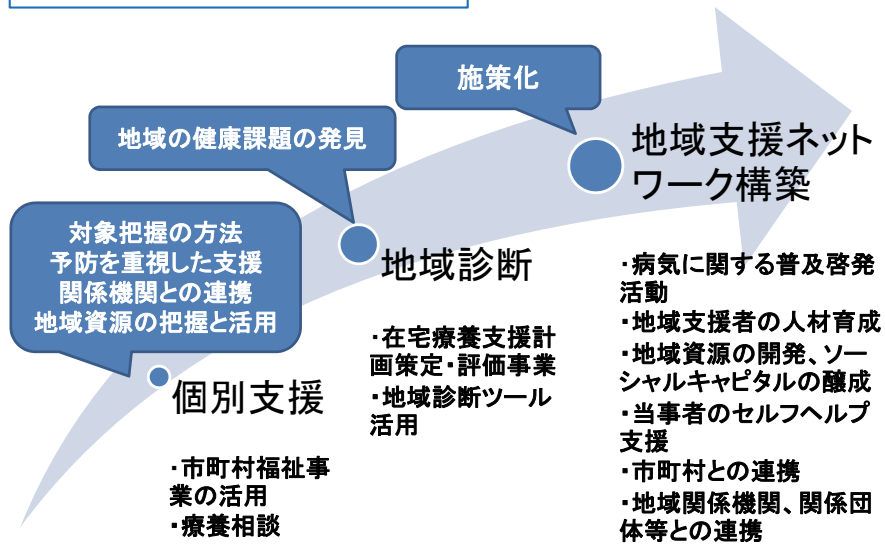 施策化
地域の健康課題の発見
対象把握の方法
予防を重視した支援
関係機関との連携
地域資源の把握と活用
個別支援
・市町村福祉事
業の活用
・療養相談
地域診断
・在宅療養支援計
画策定・評価事業
・地域診断ツール
活用
地域支援ネット
ワーク構築
・病気に関する普及啓発
活動
・地域支援者の人材育成
・地域資源の開発、ソー
シャルキャピタルの醸成
・当事者のセルフヘルプ
支援
・市町村との連携
・地域関係機関、関係団
体等との連携